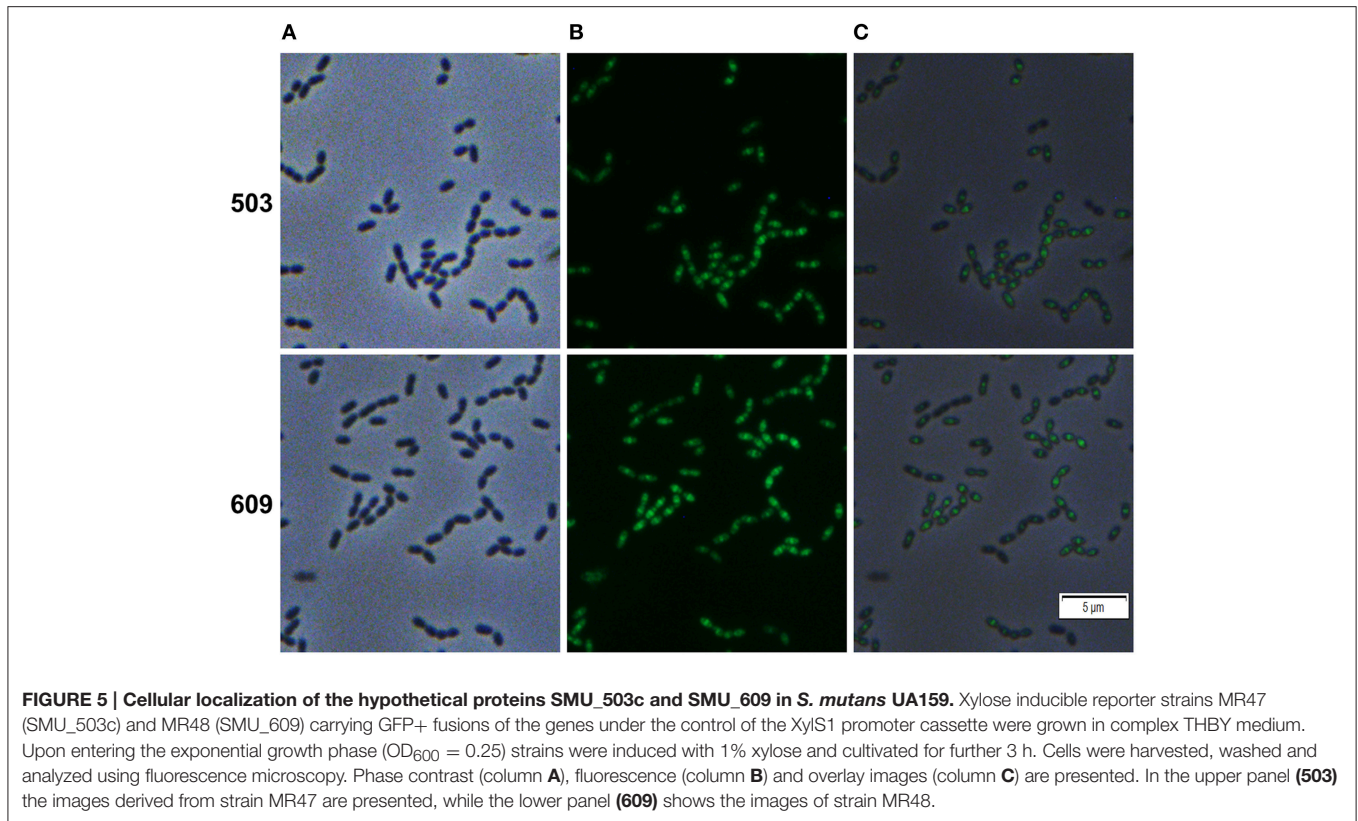 A B C
503
609
5 µm
FIGURE 5 | Cellular localization of the hypothetical proteins SMU_503c and SMU_609 in S. mutans UA159. Xylose inducible reporter strains MR47
(SMU_503c) and MR48 (SMU_609) carrying GFP+ fusions of the genes under the control of the XylS1 promoter cassette were grown in complex THBY medium.
Upon entering the exponential growth phase (OD600 = 0.25) strains were induced with 1% xylose and cultivated for further 3 h. Cells were harvested, washed and
analyzed using fluorescence microscopy. Phase contrast (column A), fluorescence (column B) and overlay images (column C) are presented. In the upper panel (503)
the images derived from strain MR47 are presented, while the lower panel (609) shows the images of strain MR48.